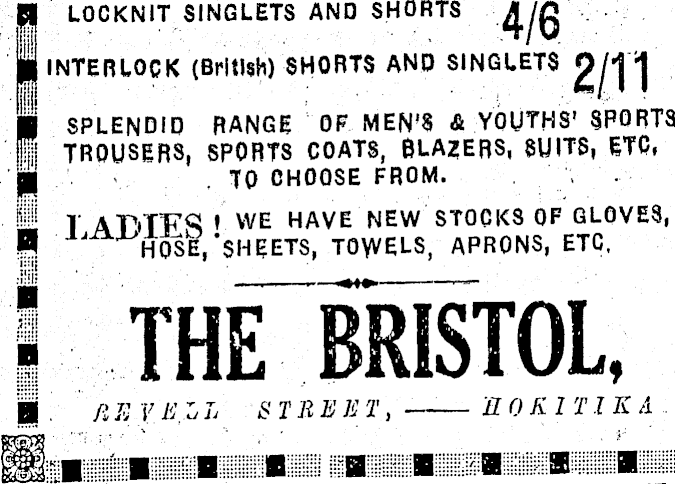 LOCKNIT SINGLETS AND SHORTS 4/6
INTERLOCK (British) SHORTS AND SINGLETS 2/11
SPLENDID RANGE OF MEN'S & YOUTHS' SPORTS
TROUSERS, SPORTS COATS, BLAZERS, SUITS, ETC,
TO CHOOSE FROM.
LADIES! WE HAVE NEW STOCKS OF GLOVES,
HOSE, SHEETS, TOWELS, APRONS, ETC.
THE BRISTOL,
REVELL STREET, —— HOKITIKA